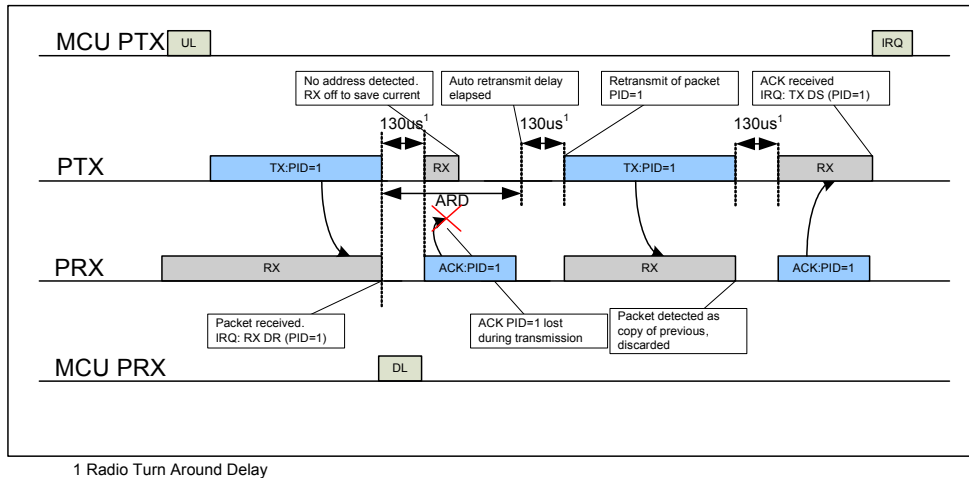 MCU PTX
UL
IRQ
No address detected.
RX off to save current
Auto retransmit delay
elapsed
Retransmit of packet
PID=1
ACK received
IRQ: TX DS (PID=1)
130us1
130us1
130us1
PTX
TX:PID=1
RX
TX:PID=1
RX
ARD
PRX
RX
ACK:PID=1
RX
ACK:PID=1
Packet received.
IRQ: RX DR (PID=1)
ACK PID=1 lost
during transmission
Packet detected as
copy of previous,
discarded
MCU PRX
DL
1 Radio Turn Around Delay